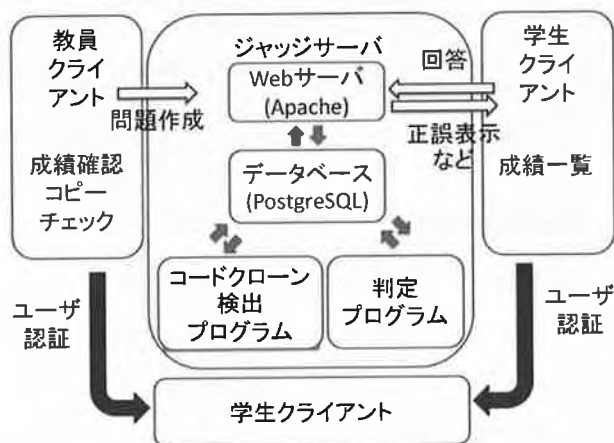 教員
クライ
アント
問題作成
成績確認
コピー
チェック
ジャッジサーバ
Webサーバ
(Apache)
データベース
(PostgreSQL)
コードクローン
検出
プログラム
判定
プログラム
回答
正誤表示
など
学生
クライ
アント
成績一覧
ユーザ
認証
ユーザ
認証
学生クライアント